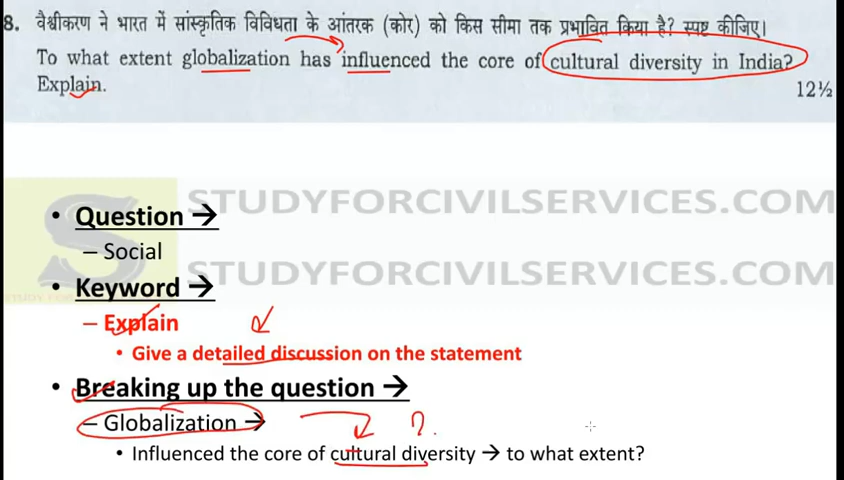 8. वैश्वीकरण ने भारत में सांस्कृतिक विविधता के आंतरक (कोर) को किस सीमा तक प्रभावित किया है? स्पष्ट कीजिए।
To what extent globalization has influenced the core of cultural diversity in India?
Explain. 12½
STUDYFORCIVILSERVICES.COM
• Question →
– Social
STUDYFORCIVILSERVICES.COM
• Keyword →
– Explain
• Give a detailed discussion on the statement
• Breaking up the question →
– Globalization →
?
• Influenced the core of cultural diversity → to what extent?